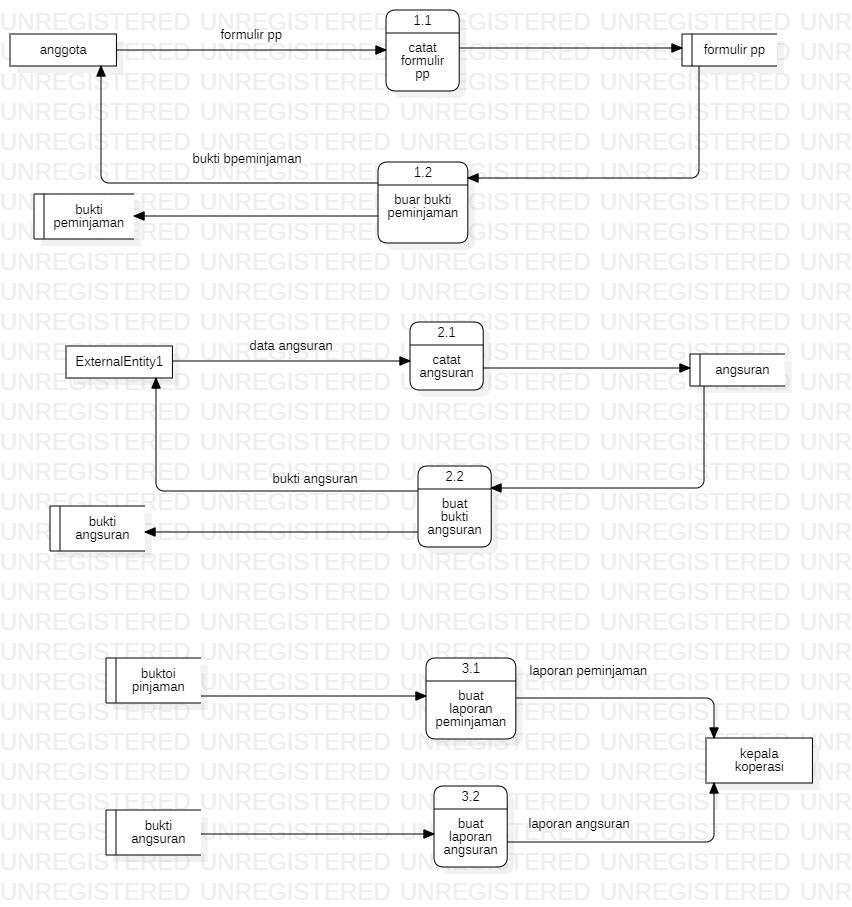 1.1
formulir pp
anggota
catat
formulir
pp
formulir pp
bukti bpeminjaman
1.2
buar bukti
peminjaman
bukti
peminjaman
2.1
data angsuran
ExternalEntity1
catat
angsuran
angsuran
2.2
bukti angsuran
buat
bukti
angsuran
bukti
angsuran
3.1
laporan peminjaman
buktoi
pinjaman
buat
laporan
peminjaman
kepala
koperasi
3.2
laporan angsuran
bukti
angsuran
buat
laporan
angsuran
UNREGISTERED